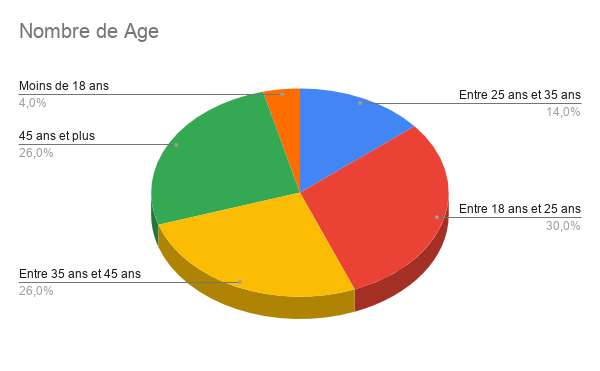 Nombre de Age
Moins de 18 ans
4,0%
45 ans et plus
26,0%
Entre 35 ans et 45 ans
26,0%
Entre 25 ans et 35 ans
14,0%
Entre 18 ans et 25 ans
30,0%